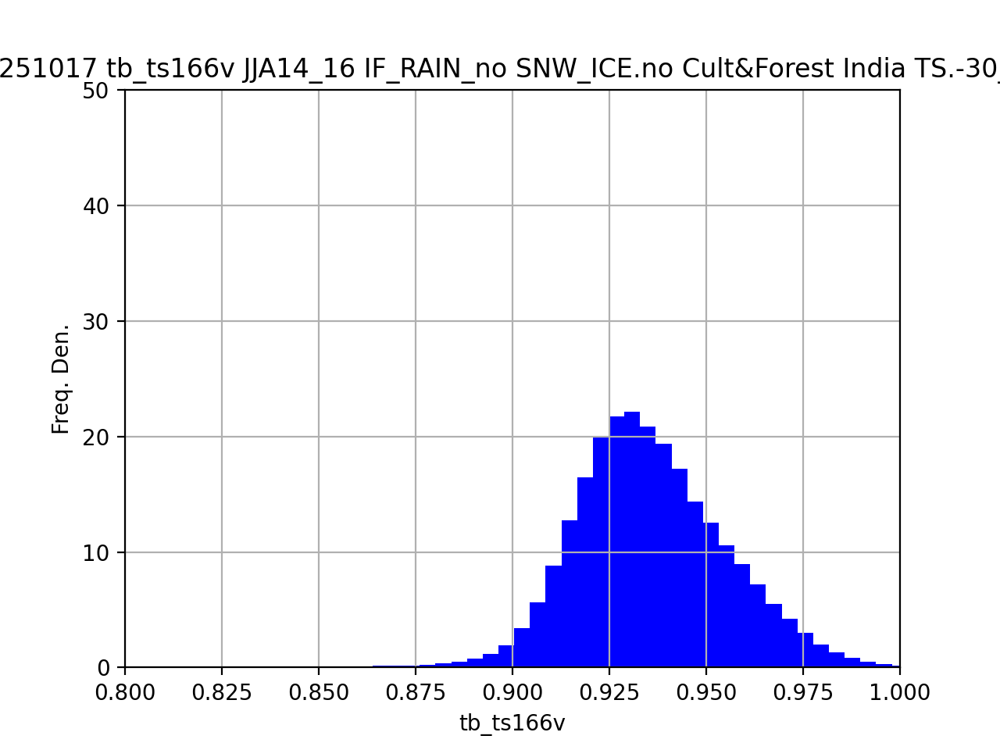 251017 tb_ts166v JJA14_16 IF_RAIN_no SNW_ICE.no Cult&Forest India TS.-30_
50
40
30
20
10
0
Freq. Den.
0.800 0.825 0.850 0.875 0.900 0.925 0.950 0.975 1.000
tb_ts166v